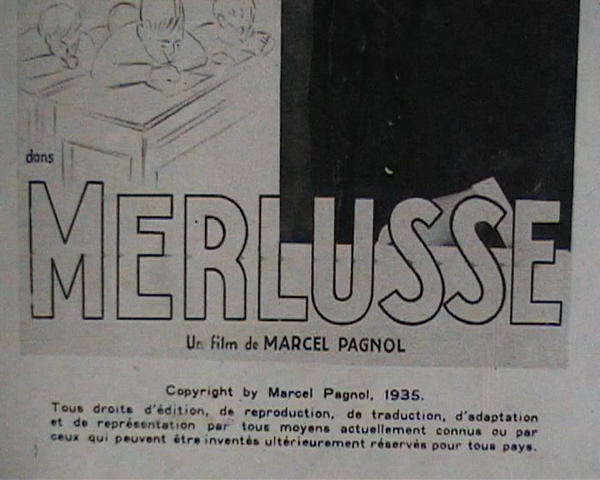 dans
MERLUSSE
Un film de MARCEL PAGNOL
Copyright by Marcel Pagnol, 1935.
Tous droits d'édition, de reproduction, de traduction, d'adaptation
et de représentation par tous moyens actuellement connus ou par
ceux qui peuvent être inventés ultérieurement réservés pour tous pays.